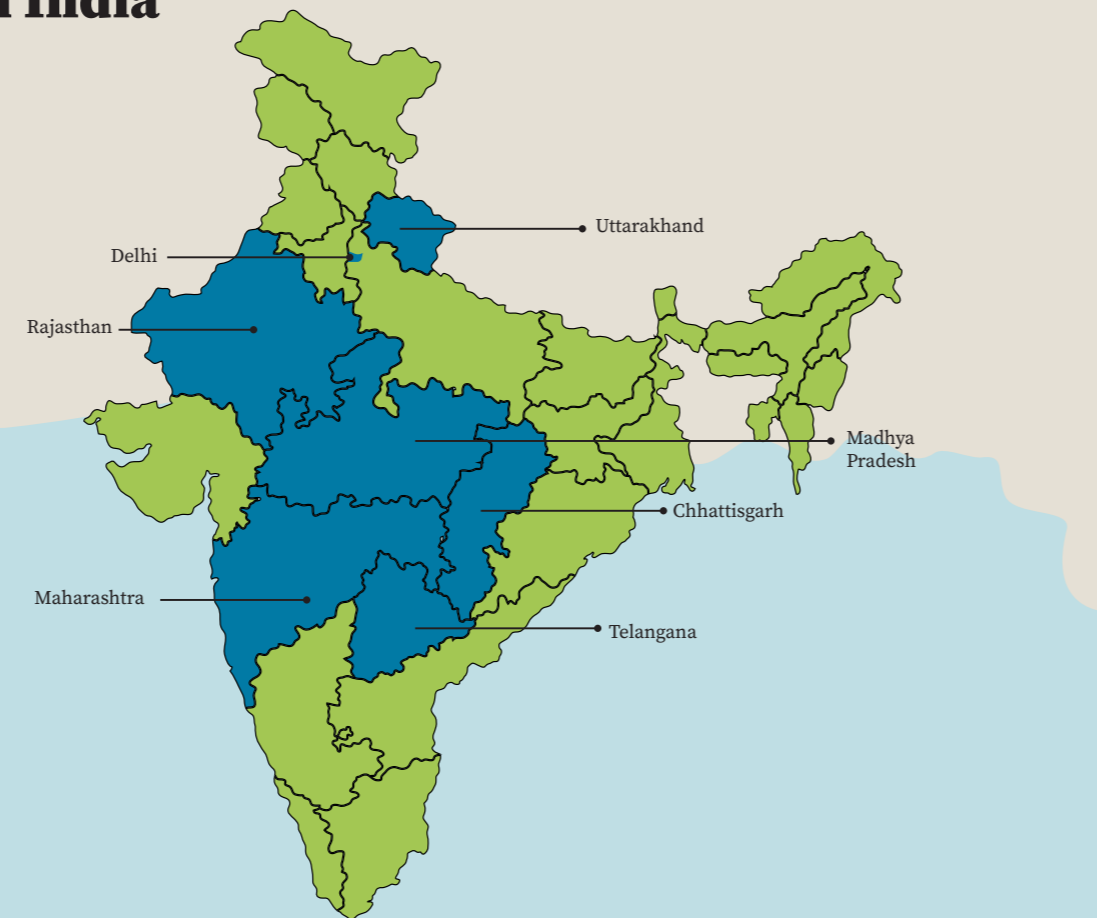 India
Uttarakhand
Delhi
Rajasthan
Madhya
Pradesh
Chhattisgarh
Maharashtra
Telangana